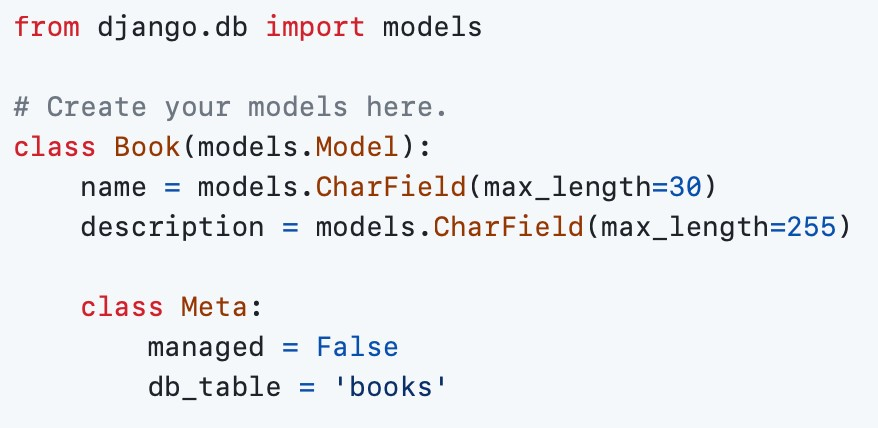 from django.db import models
# Create your models here.
class Book(models.Model):
    name = models.CharField(max_length=30)
    description = models.CharField(max_length=255)
    class Meta:
        managed = False
        db_table = 'books'